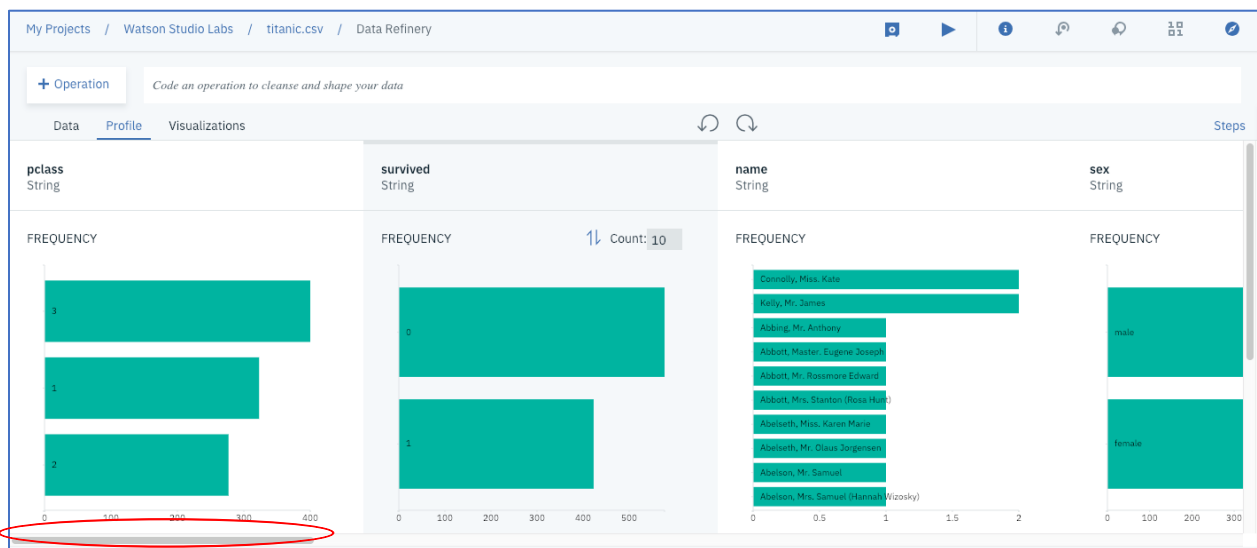 My Projects / Watson Studio Labs / titanic.csv / Data Refinery
+ Operation
Code an operation to cleanse and shape your data
Data Profile Visualizations
Steps
pclass
String
FREQUENCY
3
1
2
0 100 200 300 400
survived
String
FREQUENCY
Count: 10
0
1
0 100 200 300 400 500
name
String
FREQUENCY
Connolly, Miss. Kate
Kelly, Mr. James
Abbing, Mr. Anthony
Abbott, Master. Eugene Joseph
Abbott, Mr. Rossmore Edward
Abbott, Mrs. Stanton (Rosa Hunt)
Abelseth, Miss. Karen Marie
Abelseth, Mr. Olaus Jorgensen
Abelson, Mr. Samuel
Abelson, Mrs. Samuel (Hannah Wizosky)
0 0.5 1 1.5 2
sex
String
FREQUENCY
male
female
0 100 200 300